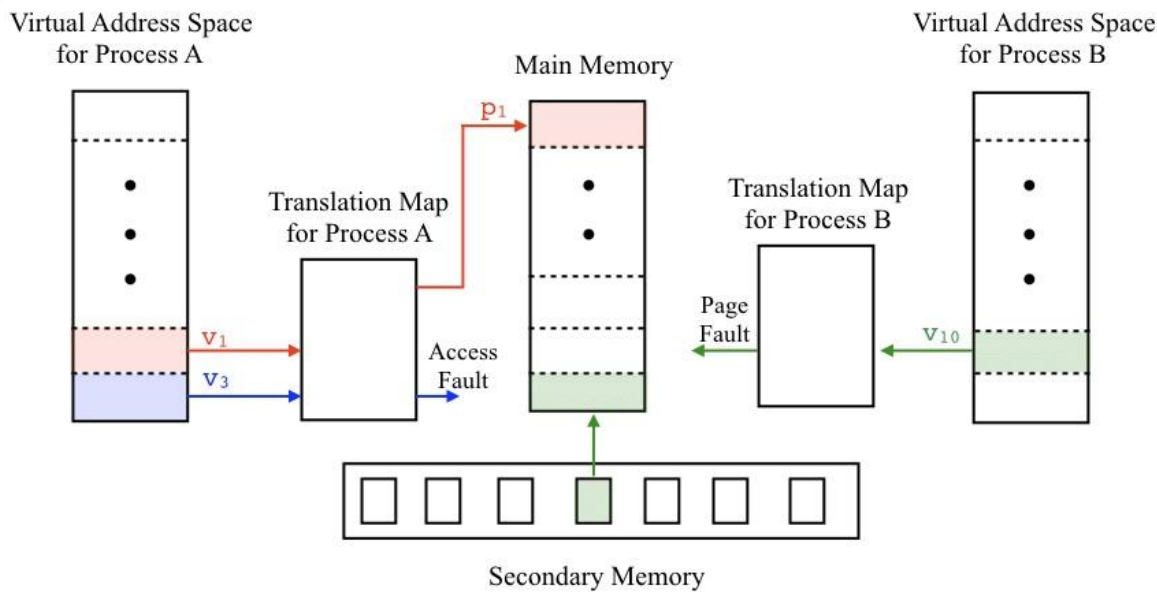 Virtual Address Space
for Process A
Main Memory
Virtual Address Space
for Process B
p1
Translation Map
for Process A
Translation Map
for Process B
v1
v3
Access
Fault
Page
Fault
v10
Secondary Memory